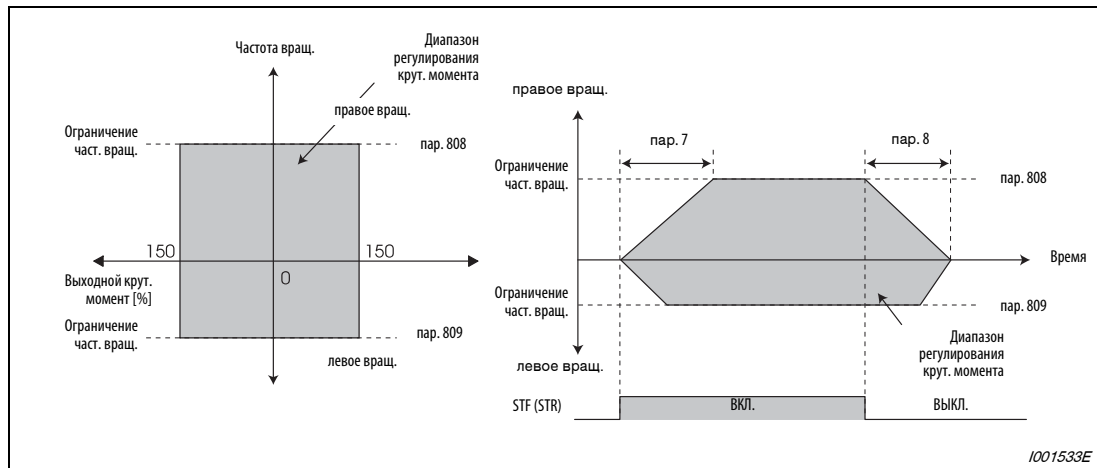 Частота вращ.
Диапазон
регулирования
крут. момента
правое вращ.
Ограничение
част. вращ.
пар. 808
150
150
0
Выходной крут.
момент [%]
Ограничение
част. вращ.
пар. 809
левое вращ.
правое вращ.
пар. 7
пар. 8
Ограничение
част. вращ.
пар. 808
Время
Ограничение
част. вращ.
пар. 809
Диапазон
регулирования
крут. момента
левое вращ.
STF (STR)
ВКЛ.
ВЫКЛ.
I001533E